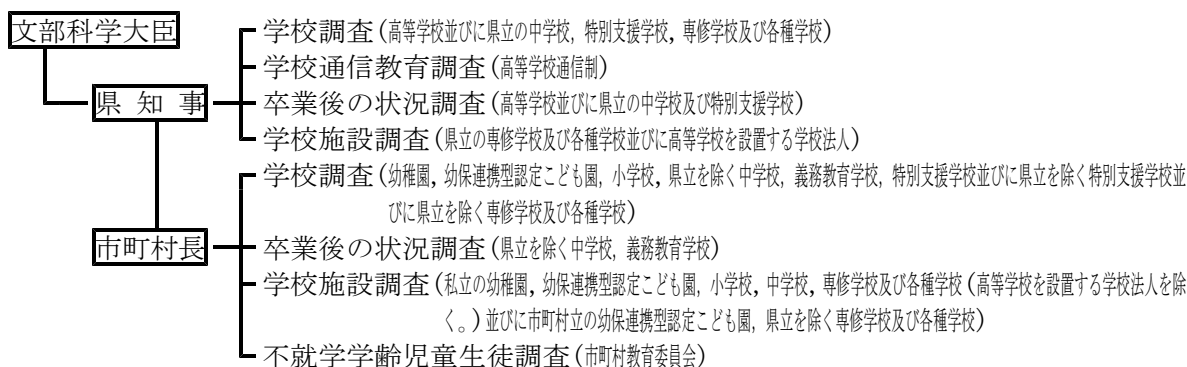 文部科学大臣
学校調査(高等学校並びに県立の中学校，特別支援学校，専修学校及び各種学校)
学校通信教育調査(高等学校通信制)
県知事
卒業後の状況調査(高等学校並びに県立の中学校及び特別支援学校)
学校施設調査(県立の専修学校及び各種学校並びに高等学校を設置する学校法人)
学校調査(幼稚園，幼保連携型認定こども園，小学校，県立を除く中学校，義務教育学校，特別支援学校並びに県立を除く特別支援学校並
びに県立を除く専修学校及び各種学校)
市町村長
卒業後の状況調査(県立を除く中学校，義務教育学校)
学校施設調査(私立の幼稚園，幼保連携型認定こども園，小学校，中学校，専修学校及び各種学校(高等学校を設置する学校法人を除
く。)並びに市町村立の幼保連携型認定こども園，県立を除く専修学校及び各種学校)
不就学学齢児童生徒調査(市町村教育委員会)